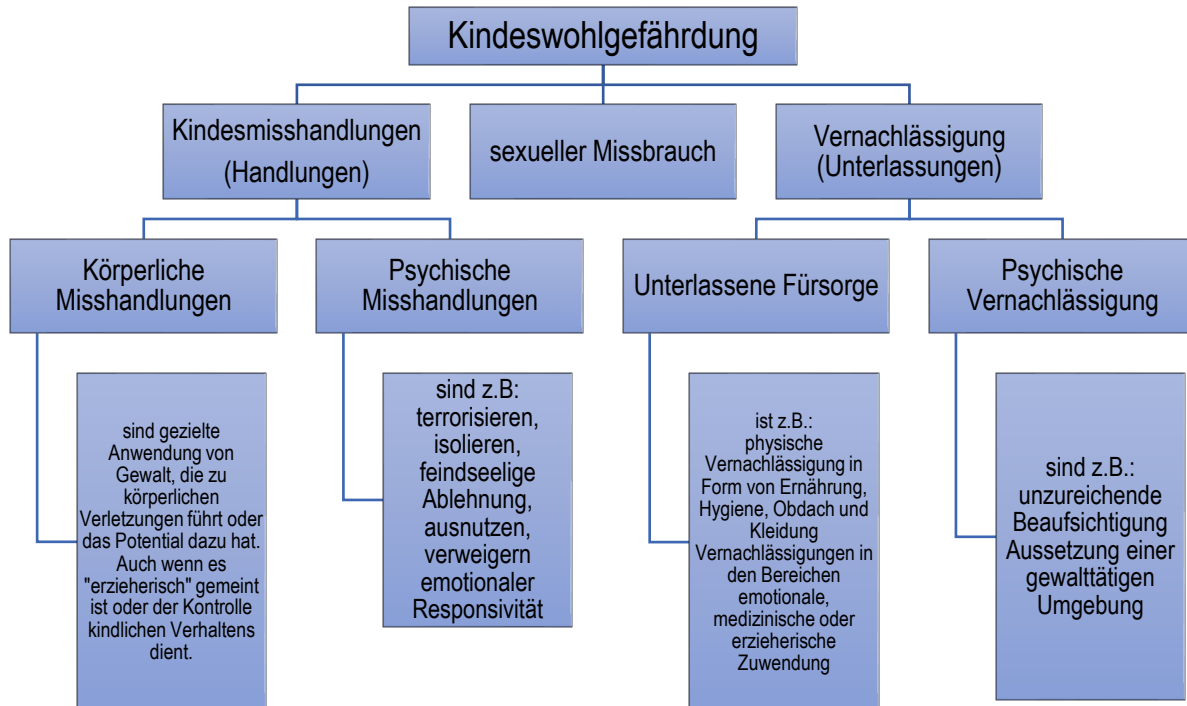 Kindeswohlgefährdung
Kindesmisshandlungen
(Handlungen)
sexueller Missbrauch
Vernachlässigung
(Unterlassungen)
Körperliche
Misshandlungen
Psychische
Misshandlungen
Unterlassene Fürsorge
Psychische
Vernachlässigung
sind gezielte
Anwendung von
Gewalt, die zu
körperlichen
Verletzungen führt oder
das Potential dazu hat.
Auch wenn es
"erzieherisch" gemeint
ist oder der Kontrolle
kindlichen Verhaltens
dient.
sind z.B:
terrorisieren,
isolieren,
feindseelige
Ablehnung,
ausnutzen,
verweigern
emotionaler
Responsivität
ist z.B.:
physische
Vernachlässigung in
Form von Ernährung,
Hygiene, Obdach und
Kleidung
Vernachlässigungen in
den Bereichen
emotionale,
medizinische oder
erzieherische
Zuwendung
sind z.B.:
unzureichende
Beaufsichtigung
Aussetzung einer
gewalttätigen
Umgebung